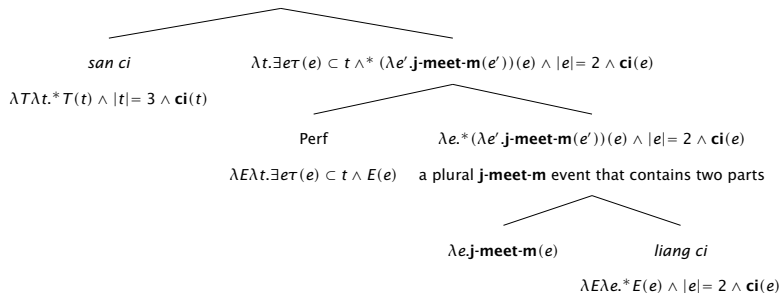 san ci
λt.∃eτ(e) ⊂ t ∧* (λe′.j-meet-m(e′))(e) ∧ |e|= 2 ∧ ci(e)
λTλt.*T(t) ∧ |t|= 3 ∧ ci(t)
Perf
λe.*(λe′.j-meet-m(e′))(e) ∧ |e|= 2 ∧ ci(e)
λEλt.∃eτ(e) ⊂ t ∧ E(e)
a plural j-meet-m event that contains two parts
λe.j-meet-m(e)
liang ci
λEλe.*E(e) ∧ |e|= 2 ∧ ci(e)